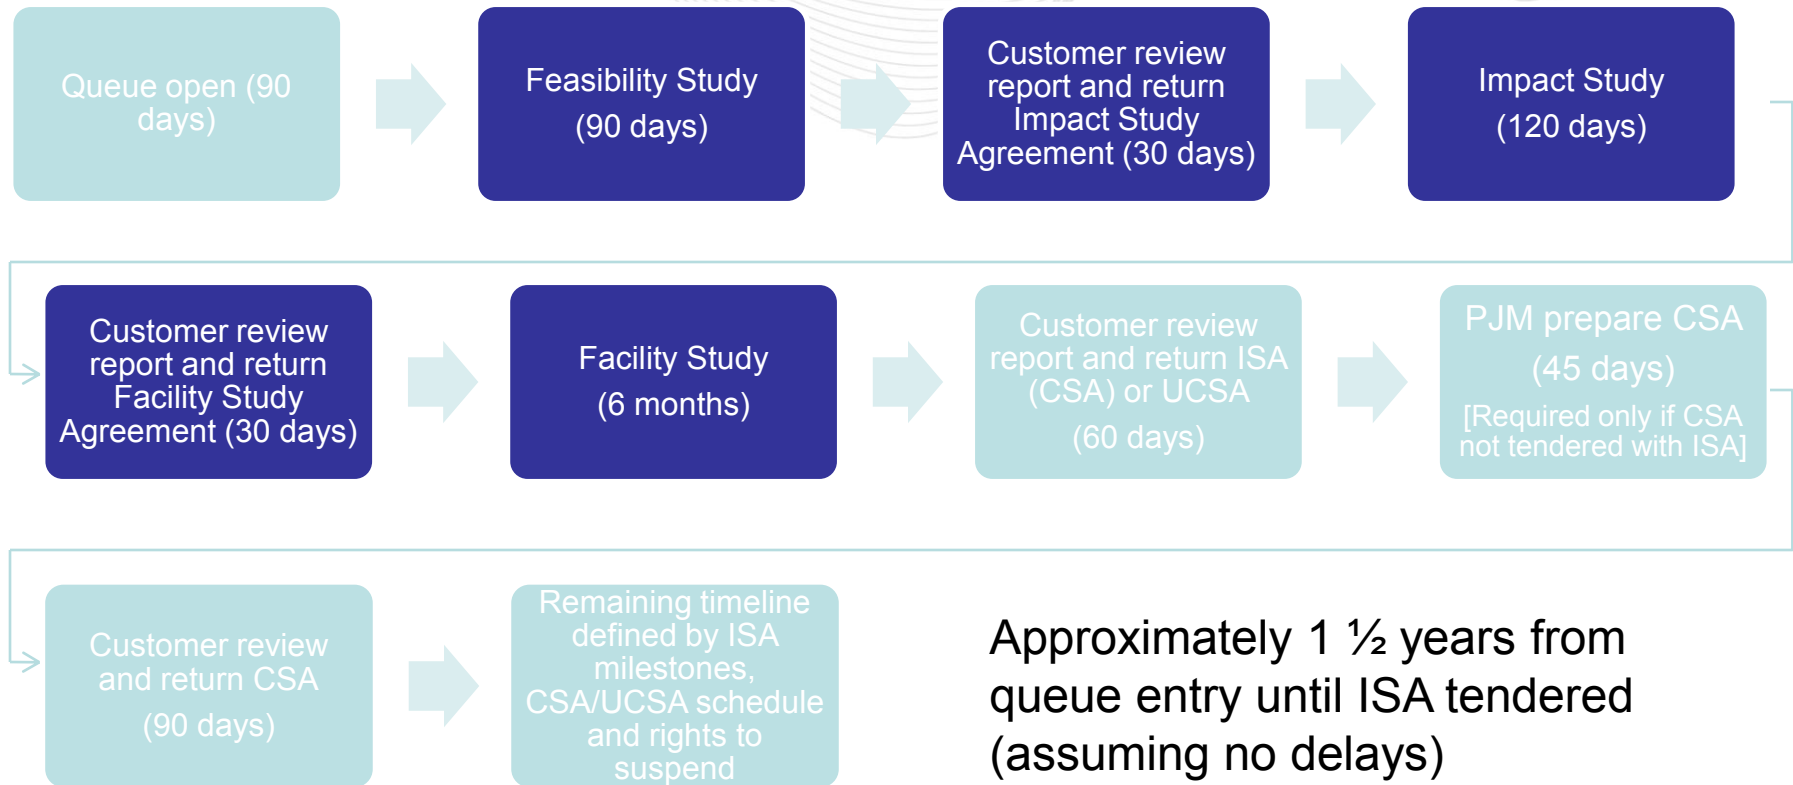 Queue open (90
days)
Feasibility Study
(90 days)
Customer review
report and return
Impact Study
Agreement (30 days)
Impact Study
(120 days)
Customer review
report and return
Facility Study
Agreement (30 days)
Facility Study
(6 months)
Customer review
report and return ISA
(CSA) or UCSA
(60 days)
PJM prepare CSA
(45 days)
[Required only if CSA
not tendered with ISA]
Customer review
and return CSA
(90 days)
Remaining timeline
defined by ISA
milestones,
CSA/UCSA schedule
and rights to
suspend
Approximately 1 ½ years from
queue entry until ISA tendered
(assuming no delays)